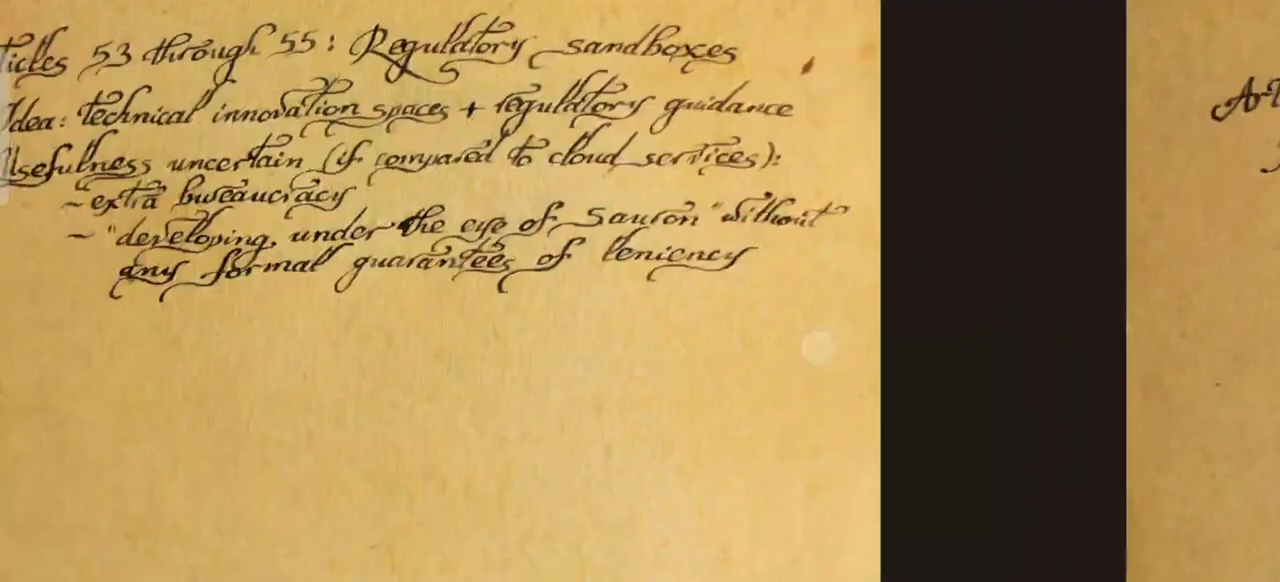 ticles 53 through 55: Regulatory sandboxes
Idea: technical innovation spaces + regulatory guidance
Usefulness uncertain (if compared to cloud services):
- extra bureaucracy
- "developing under the eye of Sauron" without
any formal guarantees of leniency
Art